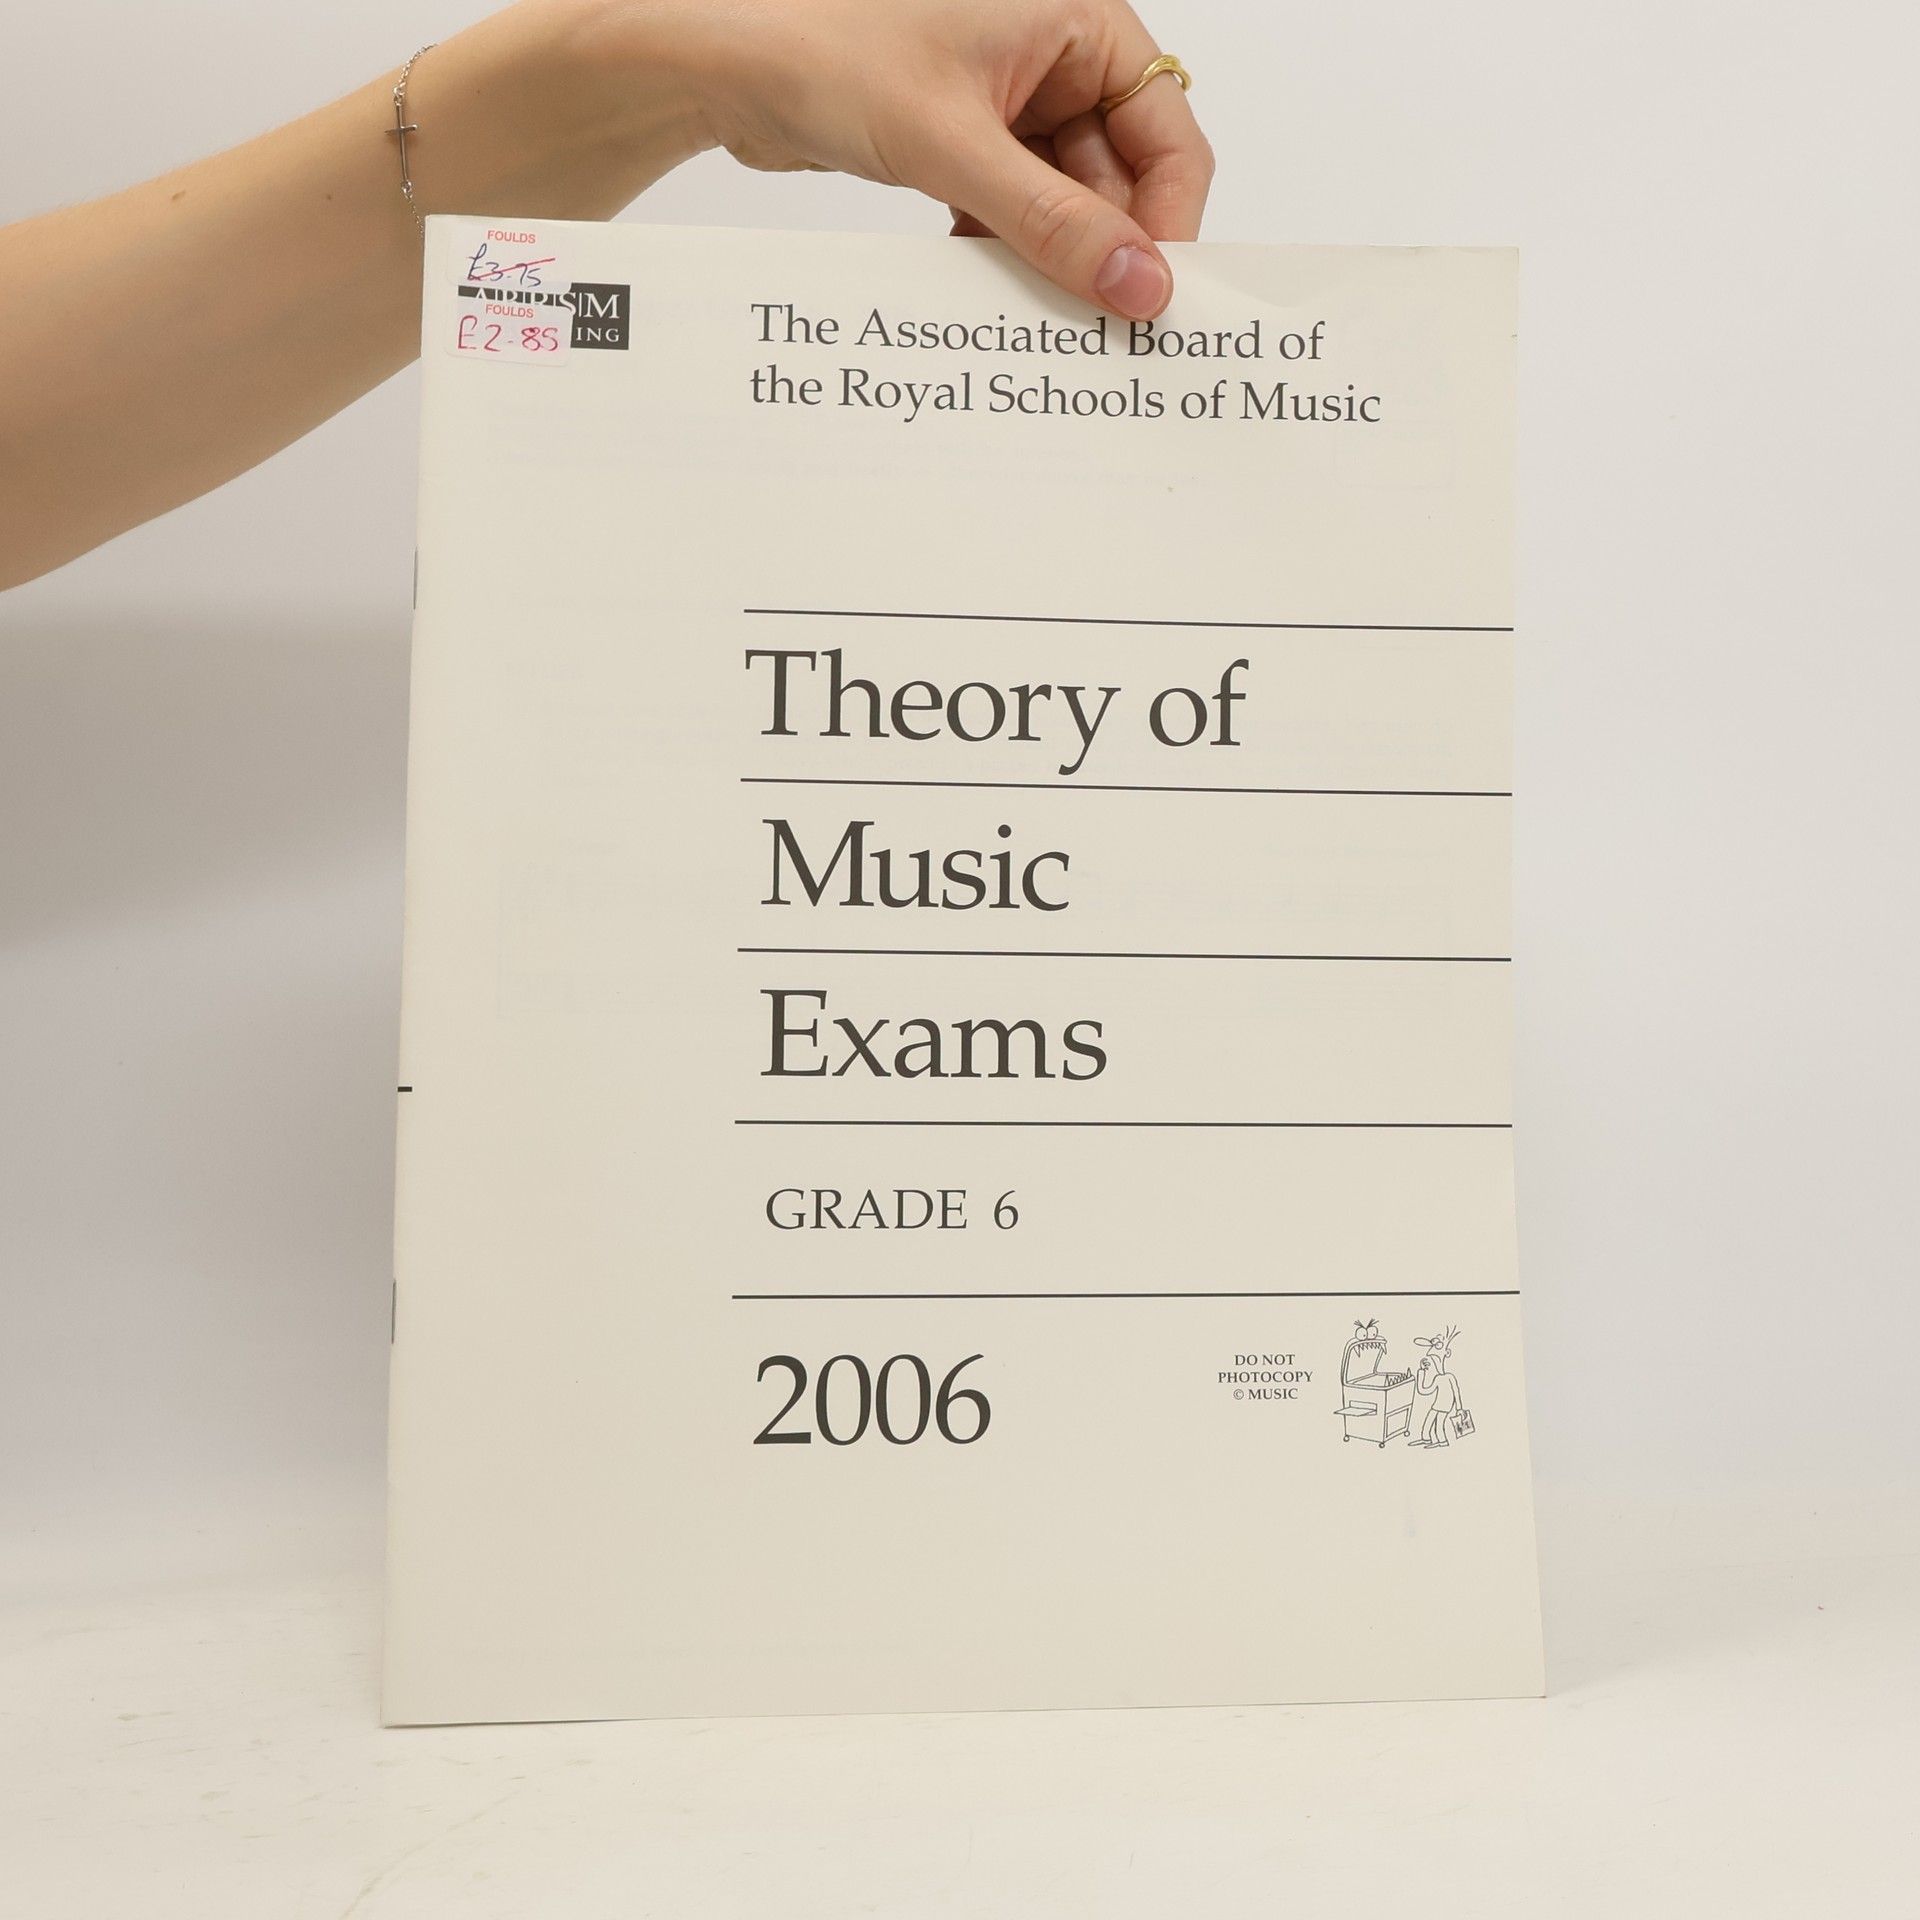 FOULDS
£3.75
FOULDS
£2.85
The Associated Board of
the Royal Schools of Music
Theory of
Music
Exams
GRADE 6
2006
DO NOT
PHOTOCOPY
© MUSIC